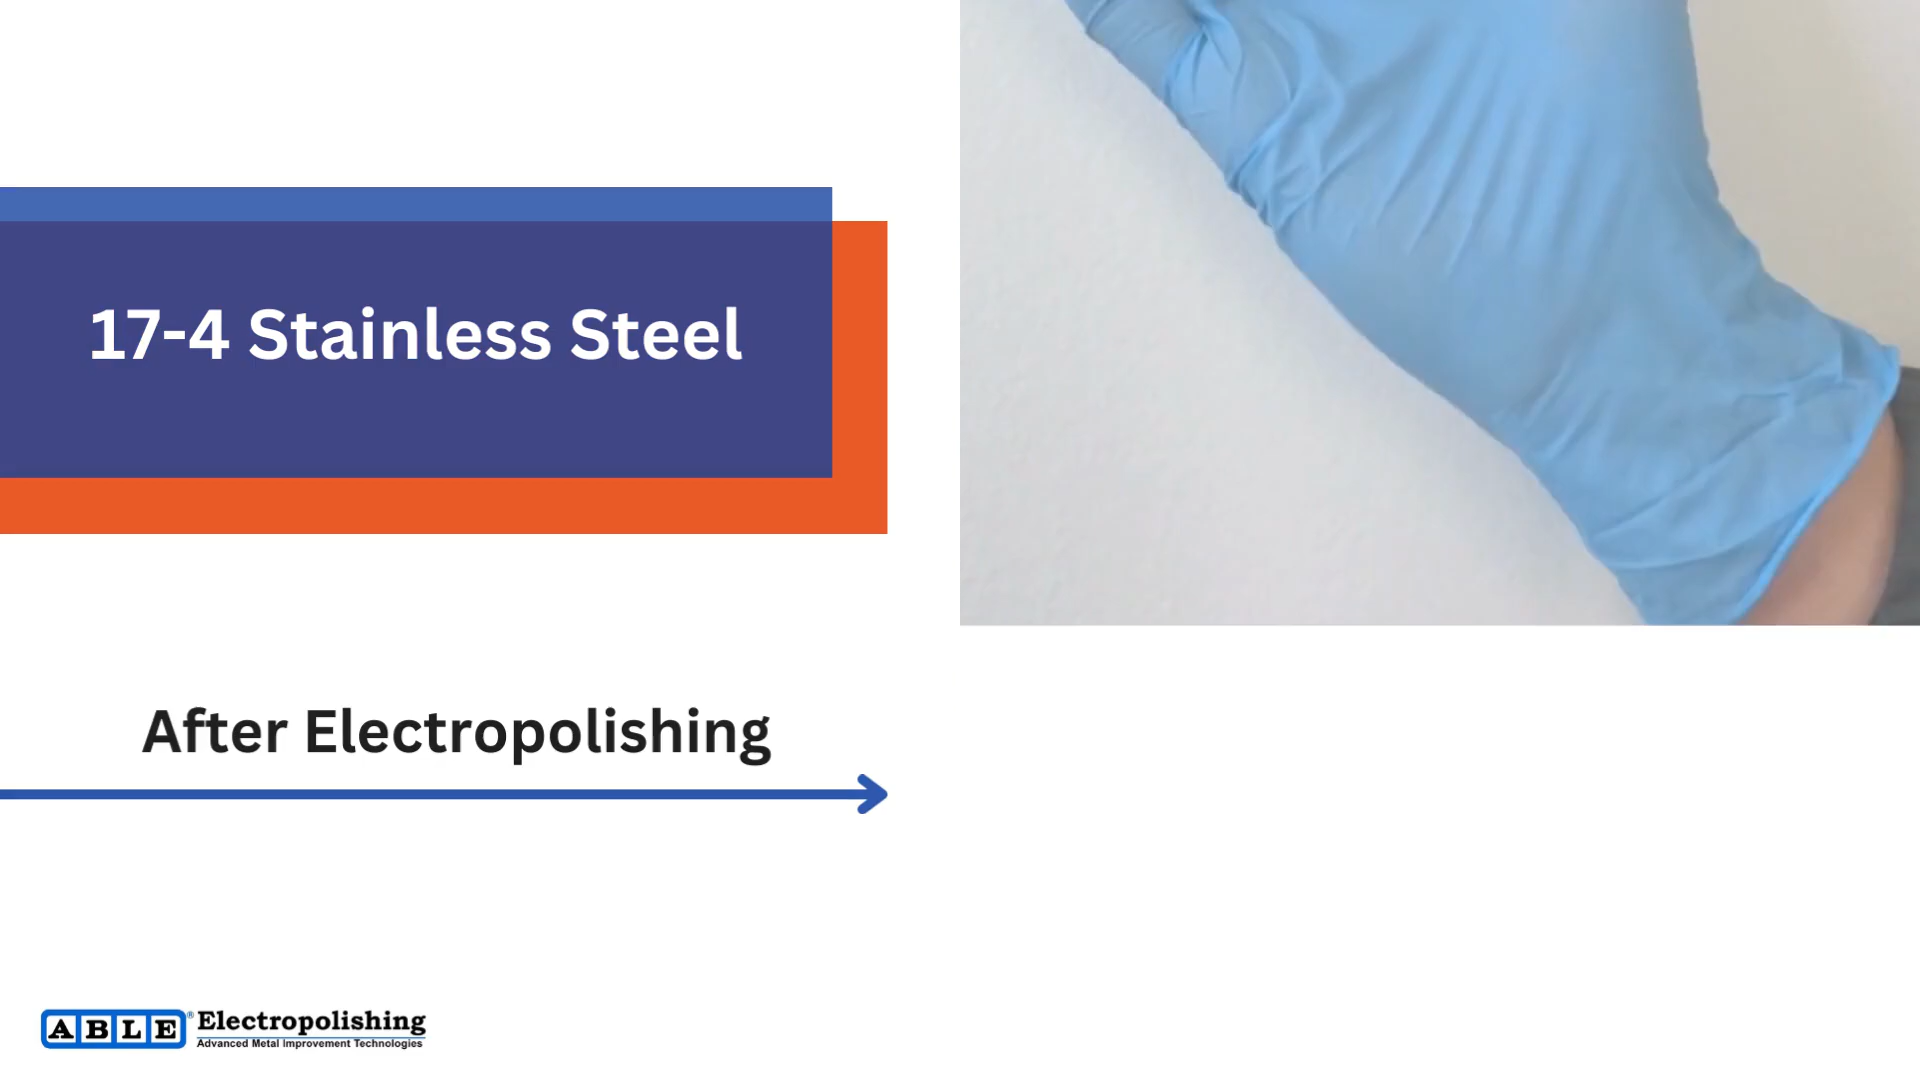 17-4 Stainless Steel
After Electropolishing
ABLE® Electropolishing
Advanced Metal Improvement Technologies